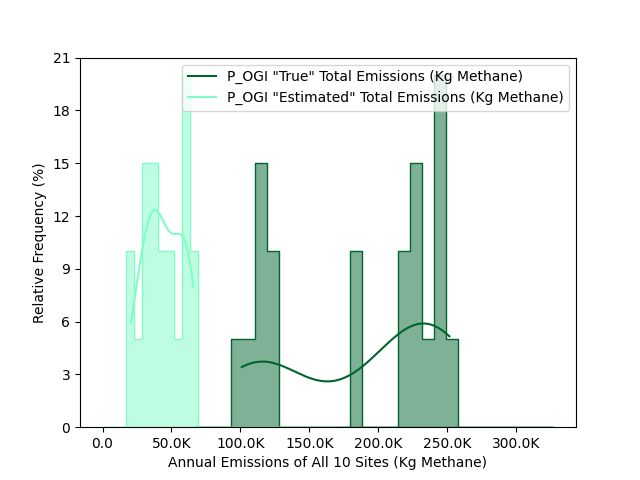 P_OGI "True" Total Emissions (Kg Methane)
P_OGI "Estimated" Total Emissions (Kg Methane)
21
18
15
12
9
6
3
0
Relative Frequency (%)
0.0 50.0K 100.0K 150.0K 200.0K 250.0K 300.0K
Annual Emissions of All 10 Sites (Kg Methane)